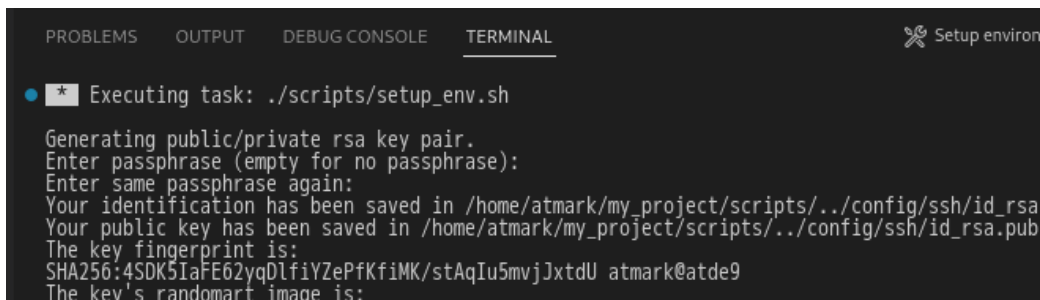 PROBLEMS OUTPUT DEBUG CONSOLE TERMINAL Setup environ
* Executing task: ./scripts/setup_env.sh
Generating public/private rsa key pair.
Enter passphrase (empty for no passphrase):
Enter same passphrase again:
Your identification has been saved in /home/atmark/my_project/scripts/../config/ssh/id_rsa
Your public key has been saved in /home/atmark/my_project/scripts/../config/ssh/id_rsa.pub
The key fingerprint is:
SHA256:4SDK5IaFE62yqDlfiYZePfKfiMK/stAqIu5mvjJxtdU atmark@atde9
The key's randomart image is: